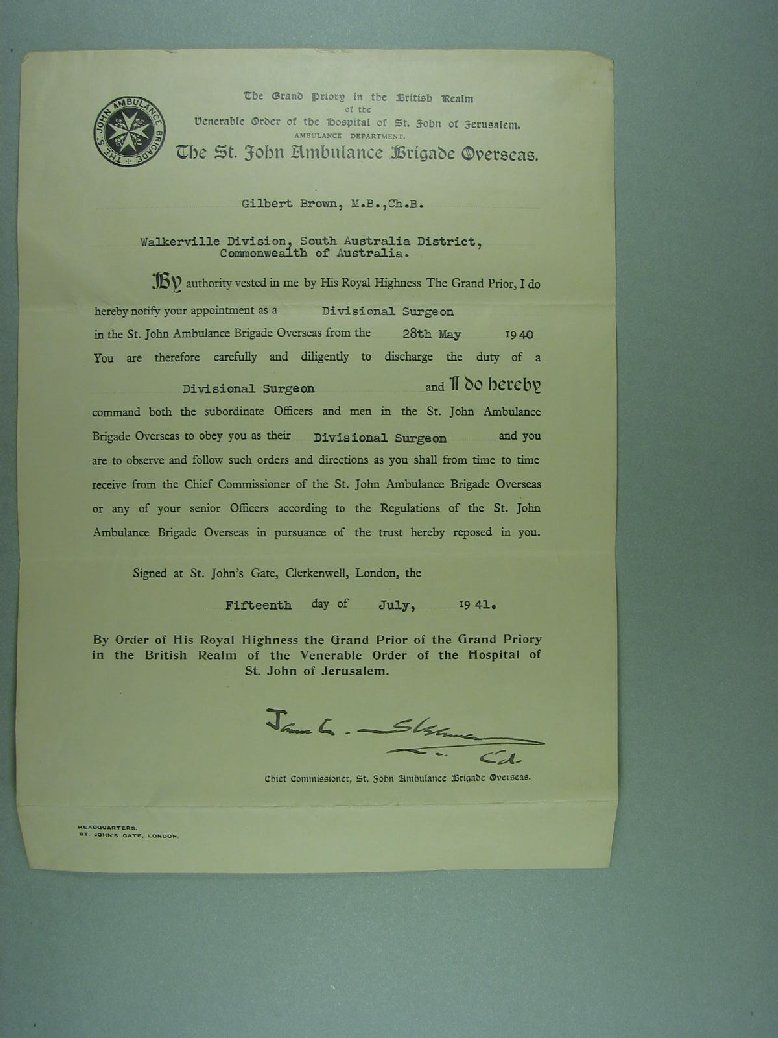 THE ST. JOHN AMBULANCE BRIGADE
The Grand Priory in the British Realm
of the
Venerable Order of the Hospital of St. John of Jerusalem.
AMBULANCE DEPARTMENT.
The St. John Ambulance Brigade Overseas.
Gilbert Brown, M.B.,Ch.B.
Walkerville Division, South Australia District,
Commonwealth of Australia.
By authority vested in me by His Royal Highness The Grand Prior, I do
hereby notify your appointment as a Divisional Surgeon
in the St. John Ambulance Brigade Overseas from the 28th May 1940
You are therefore carefully and diligently to discharge the duty of a
Divisional Surgeon and I do hereby
command both the subordinate Officers and men in the St. John Ambulance
Brigade Overseas to obey you as their Divisional Surgeon and you
are to observe and follow such orders and directions as you shall from time to time
receive from the Chief Commissioner of the St. John Ambulance Brigade Overseas
or any of your senior Officers according to the Regulations of the St. John
Ambulance Brigade Overseas in pursuance of the trust hereby reposed in you.
Signed at St. John's Gate, Clerkenwell, London, the
Fifteenth day of July, 1941.
By Order of His Royal Highness the Grand Prior of the Grand Priory
in the British Realm of the Venerable Order of the Hospital of
St. John of Jerusalem.
Chief Commissioner, St. John Ambulance Brigade Overseas.
HEADQUARTERS:
ST. JOHN'S GATE, LONDON.